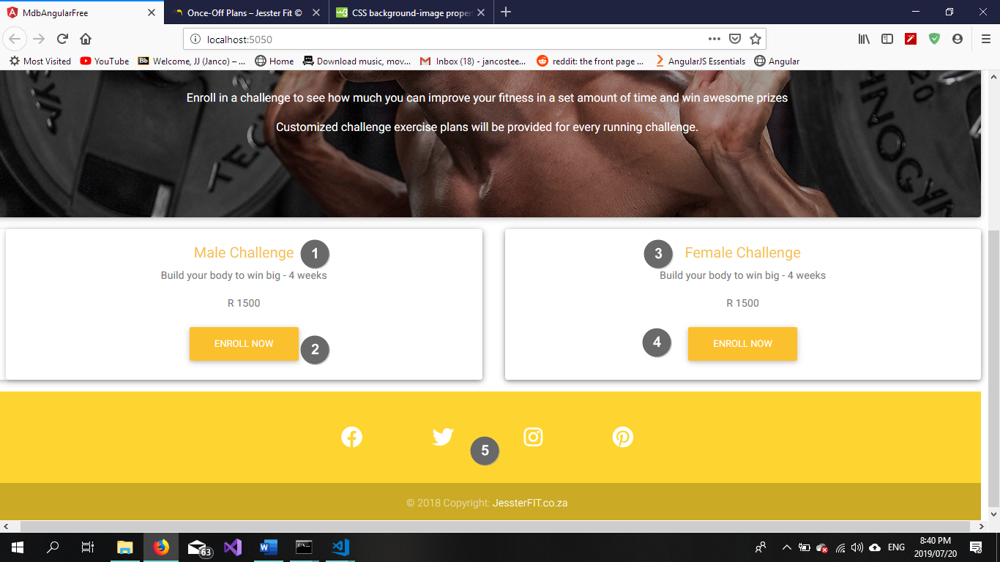 MdbAngularFree
Once-Off Plans – Jesster Fit ©
CSS background-image proper
localhost:5050
Most Visited
YouTube
Bb Welcome, JJ (Janco) – ...
Home
Download music, mov...
Inbox (18) - jancostee...
reddit: the front page ...
AngularJS Essentials
Angular
Enroll in a challenge to see how much you can improve your fitness in a set amount of time and win awesome prizes
Customized challenge exercise plans will be provided for every running challenge.
20
Male Challenge 1
Build your body to win big - 4 weeks
R 1500
ENROLL NOW 2
3 Female Challenge
Build your body to win big - 4 weeks
R 1500
4 ENROLL NOW
5
© 2018 Copyright: JessterFIT.co.za
63
ENG
8:40 PM
2019/07/20